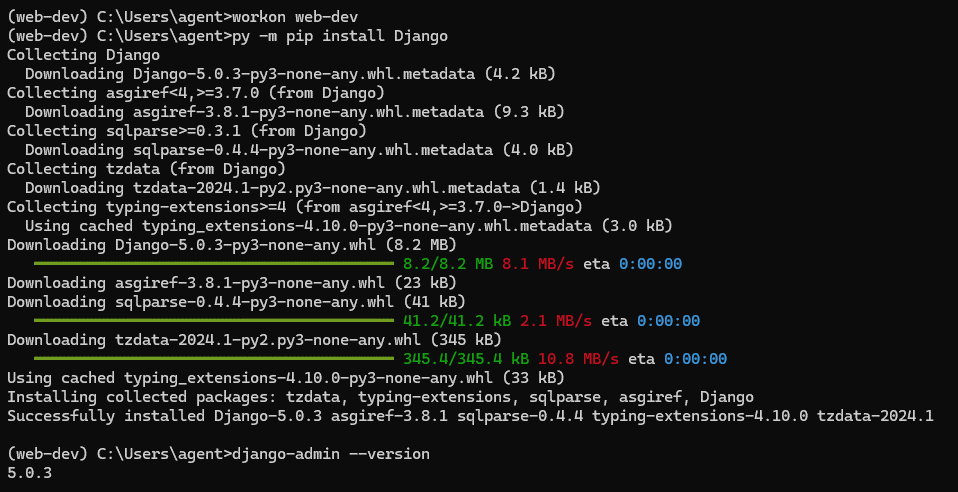 (web-dev) C:\Users\agent>workon web-dev
(web-dev) C:\Users\agent>py -m pip install Django
Collecting Django
  Downloading Django-5.0.3-py3-none-any.whl.metadata (4.2 kB)
Collecting asgiref<4,>=3.7.0 (from Django)
  Downloading asgiref-3.8.1-py3-none-any.whl.metadata (9.3 kB)
Collecting sqlparse>=0.3.1 (from Django)
  Downloading sqlparse-0.4.4-py3-none-any.whl.metadata (4.0 kB)
Collecting tzdata (from Django)
  Downloading tzdata-2024.1-py2.py3-none-any.whl.metadata (1.4 kB)
Collecting typing-extensions>=4 (from asgiref<4,>=3.7.0->Django)
  Using cached typing_extensions-4.10.0-py3-none-any.whl.metadata (3.0 kB)
Downloading Django-5.0.3-py3-none-any.whl (8.2 MB)
8.2/8.2 MB 8.1 MB/s eta 0:00:00
Downloading asgiref-3.8.1-py3-none-any.whl (23 kB)
Downloading sqlparse-0.4.4-py3-none-any.whl (41 kB)
41.2/41.2 kB 2.1 MB/s eta 0:00:00
Downloading tzdata-2024.1-py2.py3-none-any.whl (345 kB)
345.4/345.4 kB 10.8 MB/s eta 0:00:00
Using cached typing_extensions-4.10.0-py3-none-any.whl (33 kB)
Installing collected packages: tzdata, typing-extensions, sqlparse, asgiref, Django
Successfully installed Django-5.0.3 asgiref-3.8.1 sqlparse-0.4.4 typing-extensions-4.10.0 tzdata-2024.1
(web-dev) C:\Users\agent>django-admin --version
5.0.3